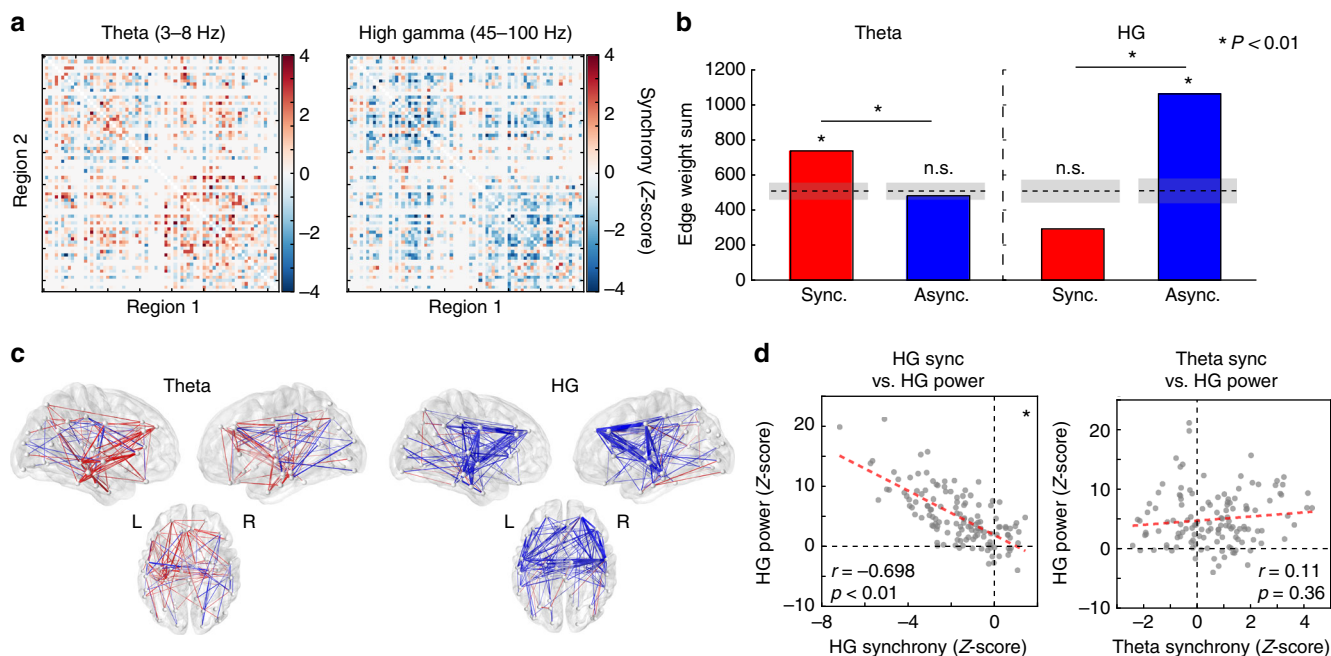 a
Theta (3–8 Hz)
High gamma (45–100 Hz)
Region 2
4
2
0
−2
−4
4
2
0
−2
−4
Synchrony (Z-score)
Region 1
Region 1
b
Theta
HG
* P < 0.01
Edge weight sum
1200
1000
800
600
400
200
0
*
*
n.s.
n.s.
*
*
Sync.
Async.
Sync.
Async.
c
Theta
HG
L
R
L
R
d
HG sync
vs. HG power
HG power (Z-score)
20
10
0
−10
*
r = −0.698
p < 0.01
−8
−4
0
HG synchrony (Z-score)
Theta sync
vs. HG power
HG power (Z-score)
20
10
0
−10
r = 0.11
p = 0.36
−2
0
2
4
Theta synchrony (Z-score)